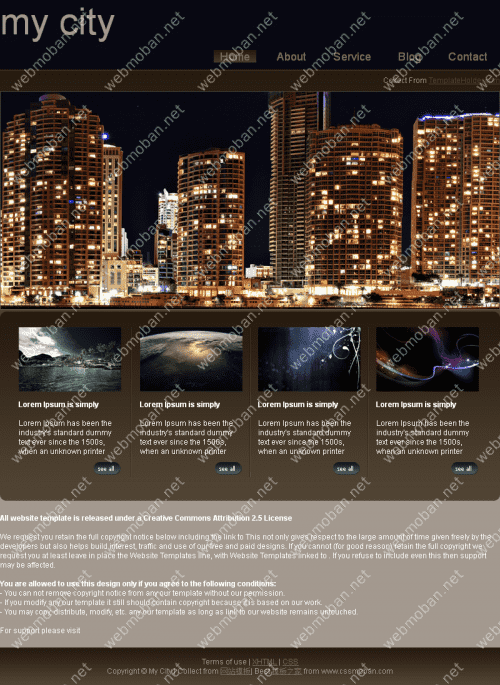 my city
Home About Service Blog Contact
Collect From TemplateHolder
Lorem Ipsum is simply
Lorem Ipsum has been the
industry's standard dummy
text ever since the 1500s,
when an unknown printer
see all
Lorem Ipsum is simply
Lorem Ipsum has been the
industry's standard dummy
text ever since the 1500s,
when an unknown printer
see all
Lorem Ipsum is simply
Lorem Ipsum has been the
industry's standard dummy
text ever since the 1500s,
when an unknown printer
see all
Lorem Ipsum is simply
Lorem Ipsum has been the
industry's standard dummy
text ever since the 1500s,
when an unknown printer
see all
All website template is released under a Creative Commons Attribution 2.5 License
We request you retain the full copyright notice below including the link to This not only gives respect to the large amount of time given freely by the
developers but also helps build interest, traffic and use of our free and paid designs. If you cannot (for good reason) retain the full copyright we
request you at least leave in place the Website Templates line, with Website Templates linked to . If you refuse to include even this then support
may be affected.
You are allowed to use this design only if you agree to the following conditions:
- You can not remove copyright notice from any our template without our permission.
- If you modify any our template it still should contain copyright because it is based on our work.
- You may copy, distribute, modify, etc. any our template as long as link to our website remains untouched.
For support please visit
Terms of use | XHTML | CSS
Copyright © My City Collect from 网站模板| Best 模板之家 from www.cssmoban.com
webmoban.net